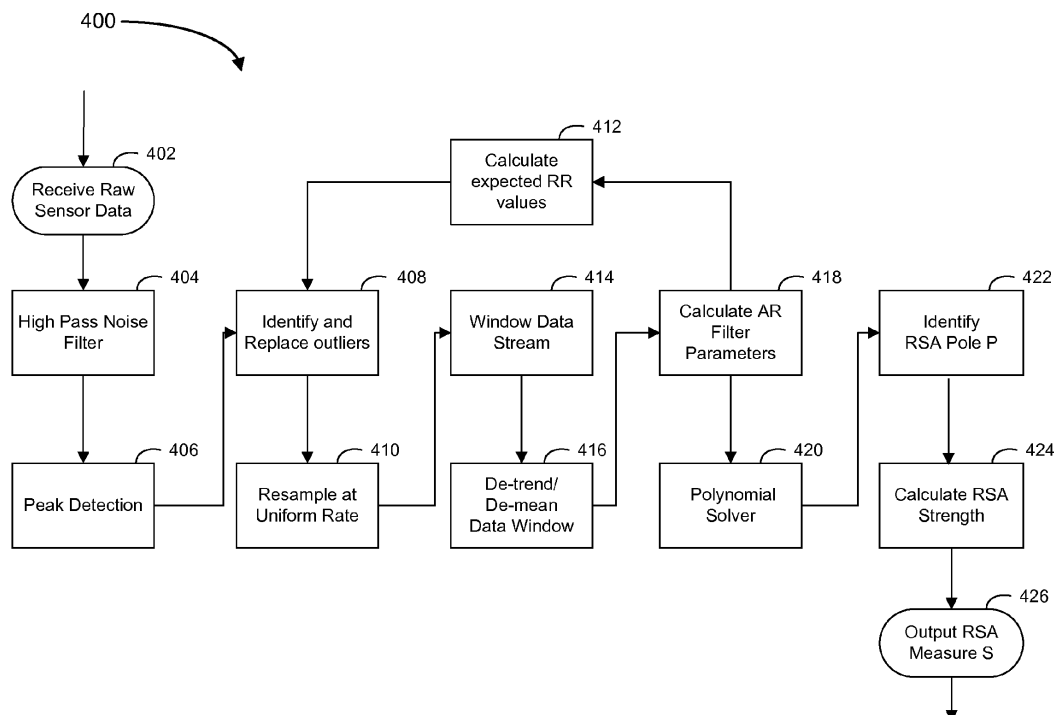 400
402
Receive Raw
Sensor Data
404
High Pass Noise
Filter
406
Peak Detection
408
Identify and
Replace outliers
410
Resample at
Uniform Rate
412
Calculate
expected RR
values
414
Window Data
Stream
416
De-trend/
De-mean
Data Window
418
Calculate AR
Filter
Parameters
420
Polynomial
Solver
422
Identify
RSA Pole P
424
Calculate RSA
Strength
426
Output RSA
Measure S